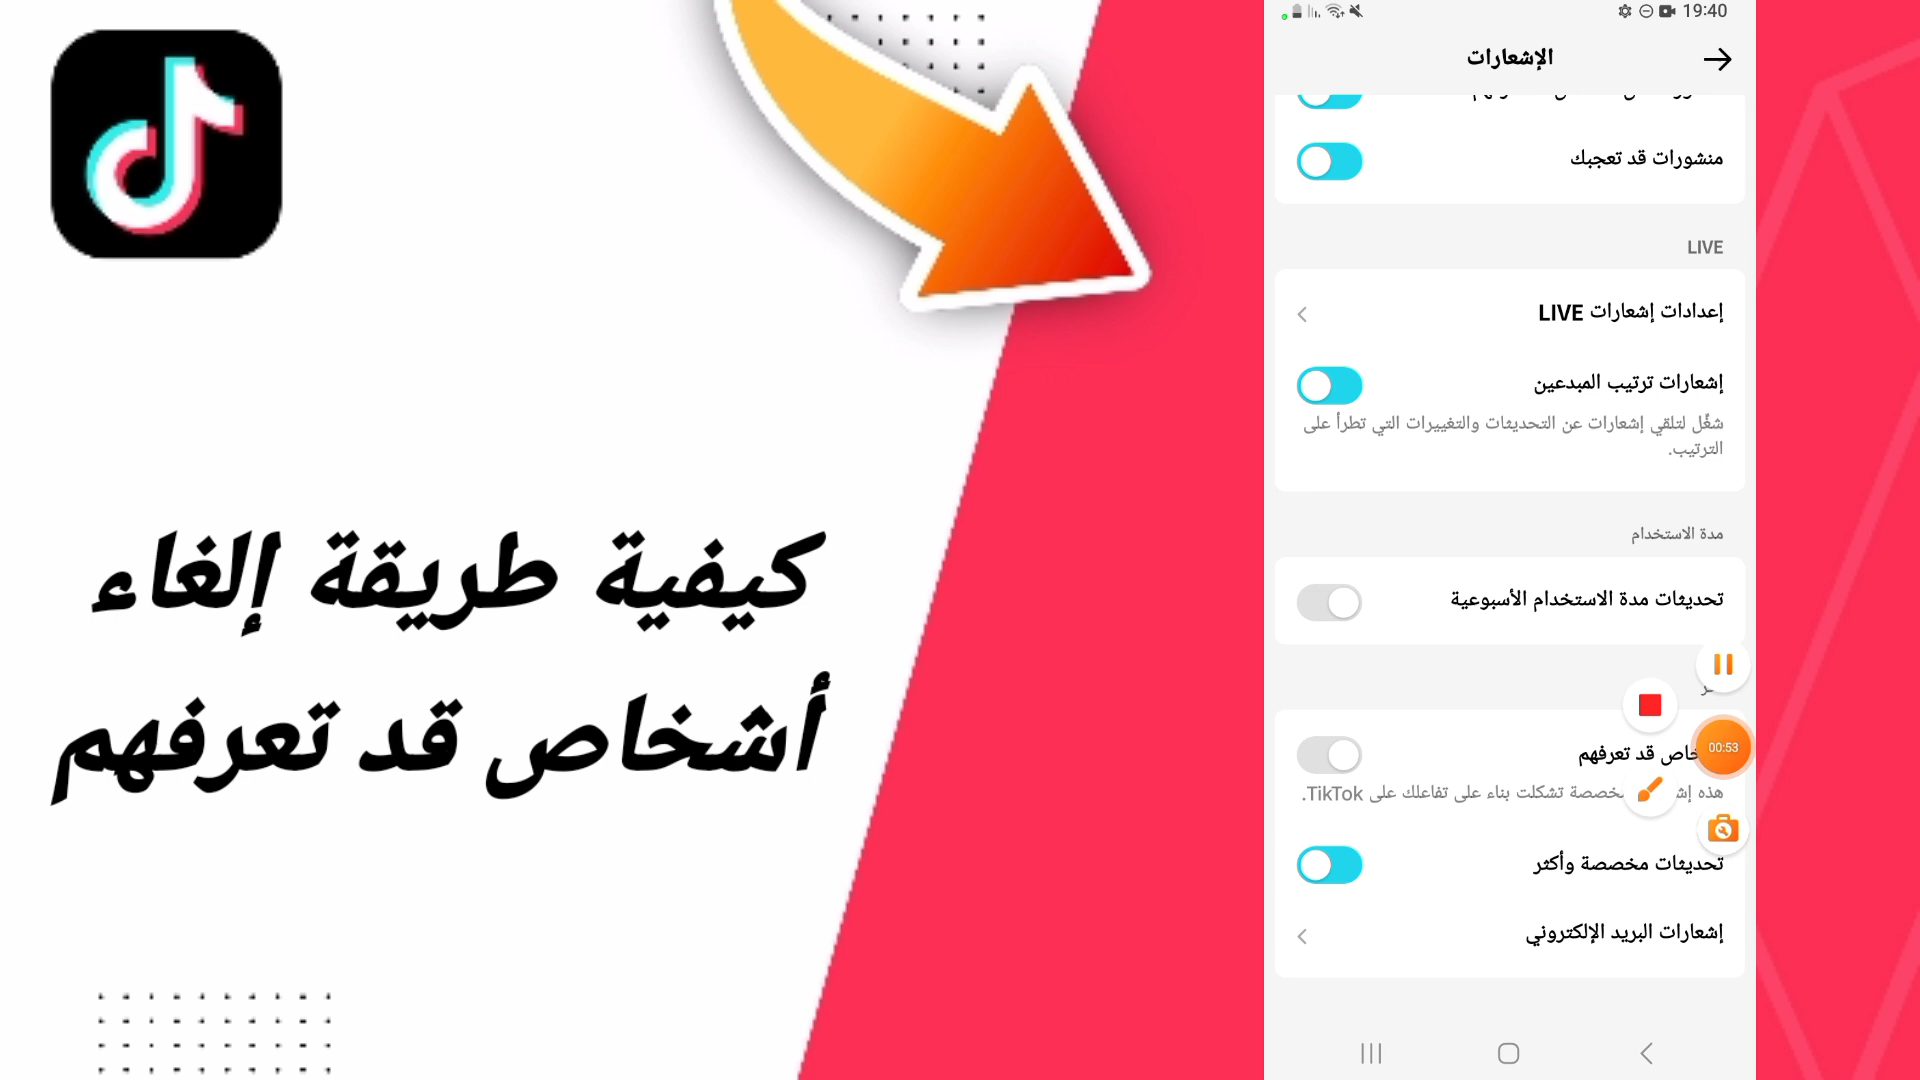 كيفية طريقة إلغاء
أشخاص قد تعرفهم
19:40
الإشعارات
منشورات قد تعجبك
LIVE
إعدادات إشعارات LIVE
إشعارات ترتيب المبدعين
شغّل لتلقي إشعارات عن التحديثات والتغييرات التي تطرأ على
الترتيب.
مدة الاستخدام
تحديثات مدة الاستخدام الأسبوعية
قد تعرفهم
00:53
هذه تشكلت بناء على تفاعلك على TikTok.
تحديثات مخصصة وأكثر
إشعارات البريد الإلكتروني